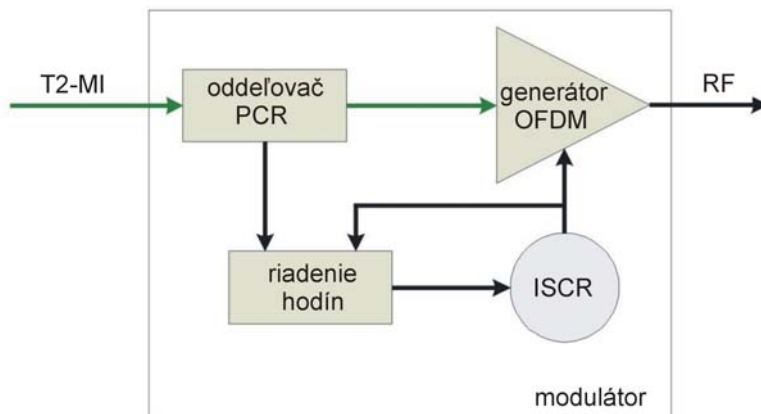 T2-MI
oddeľovač
PCR
generátor
OFDM
RF
riadenie
hodín
ISCR
modulátor